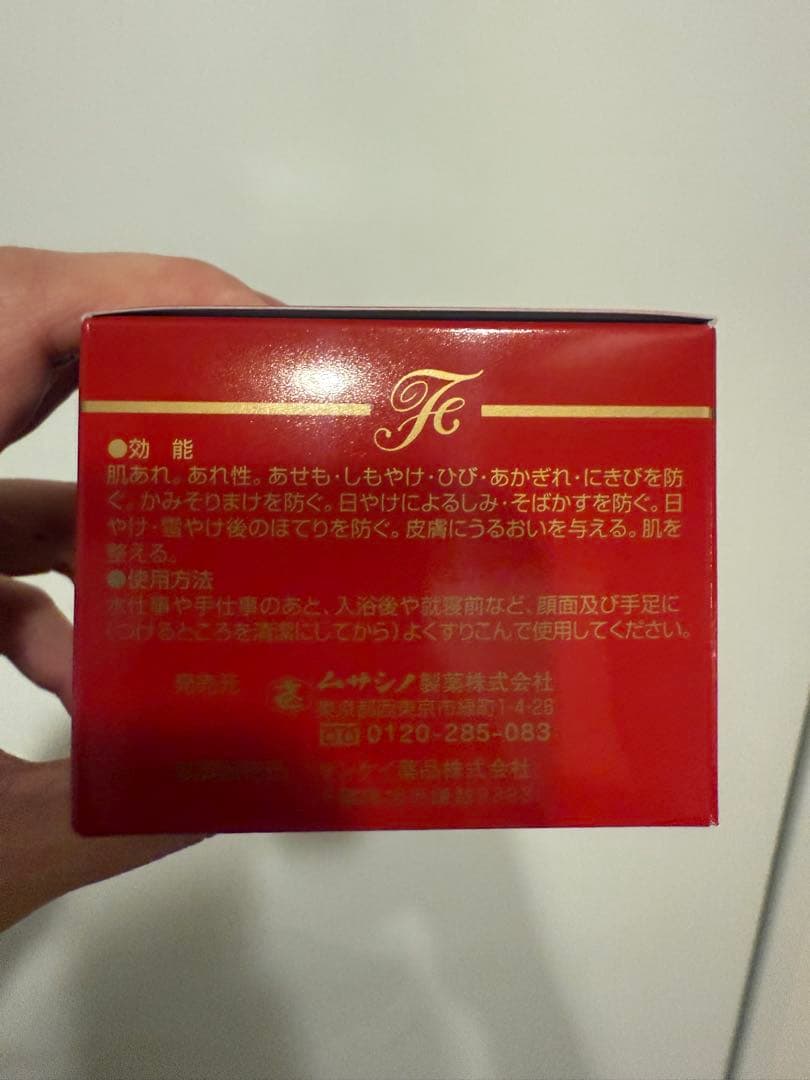 ●効 能
肌あれ。あれ性。あせも・しもやけ・ひび・あかぎれ・にきびを防
ぐ。かみそりまけを防ぐ。日やけによるしみ・そばかすを防ぐ。日
やけ・雪やけ後のほてりを防ぐ。皮膚にうるおいを与える。肌を
整える。
●使用方法
水仕事や手仕事のあと、入浴後や就寝前など、顔面及び手足に
(つけるところを清潔にしてから)よくすりこんで使用してください。
発売元 ムサシノ製薬株式会社
東京都西東京市緑町1-4-26
0120-285-083
サンケイ薬品株式会社